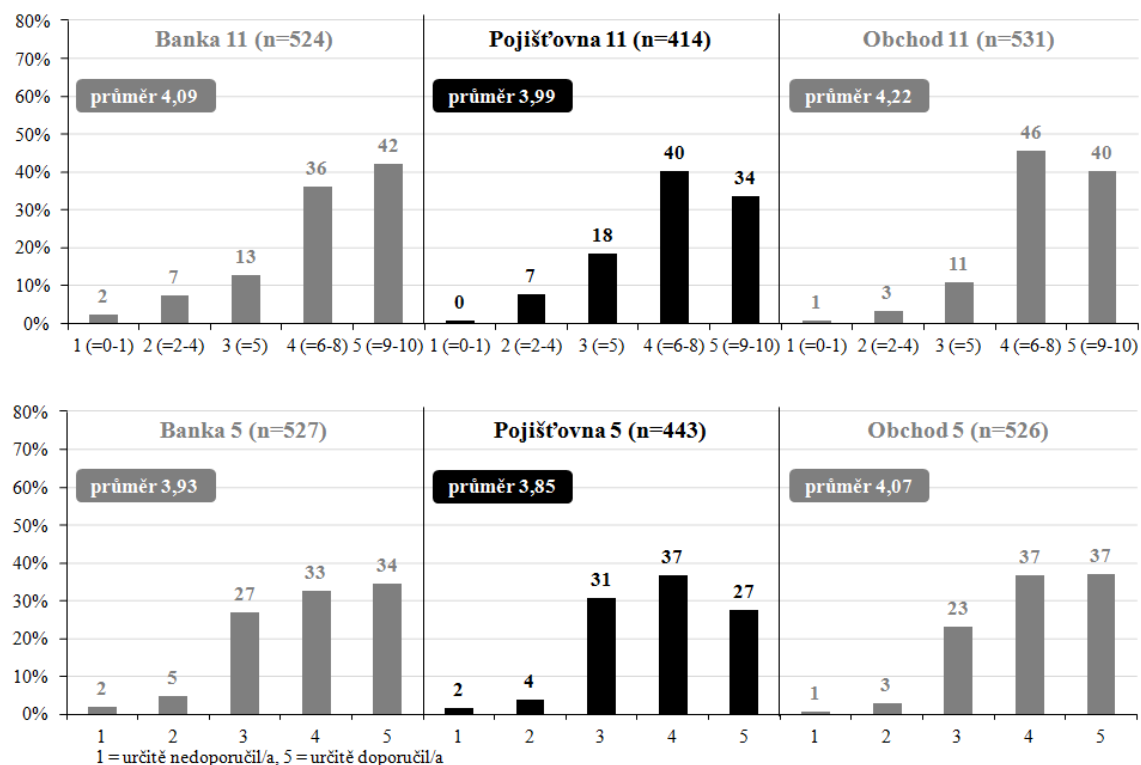 80%
70%
60%
50%
40%
30%
20%
10%
0%
Banka 11 (n=524)
průměr 4,09
2
7
13
36
42
1 (=0-1) 2 (=2-4) 3 (=5) 4 (=6-8) 5 (=9-10)
Pojišťovna 11 (n=414)
průměr 3,99
0
7
18
40
34
1 (=0-1) 2 (=2-4) 3 (=5) 4 (=6-8) 5 (=9-10)
Obchod 11 (n=531)
průměr 4,22
1
3
11
46
40
1 (=0-1) 2 (=2-4) 3 (=5) 4 (=6-8) 5 (=9-10)
80%
70%
60%
50%
40%
30%
20%
10%
0%
Banka 5 (n=527)
průměr 3,93
2
5
27
33
34
1 2 3 4 5
Pojišťovna 5 (n=443)
průměr 3,85
2
4
31
37
27
1 2 3 4 5
Obchod 5 (n=526)
průměr 4,07
1
3
23
37
37
1 2 3 4 5
1 = určitě nedoporučil/a, 5 = určitě doporučil/a